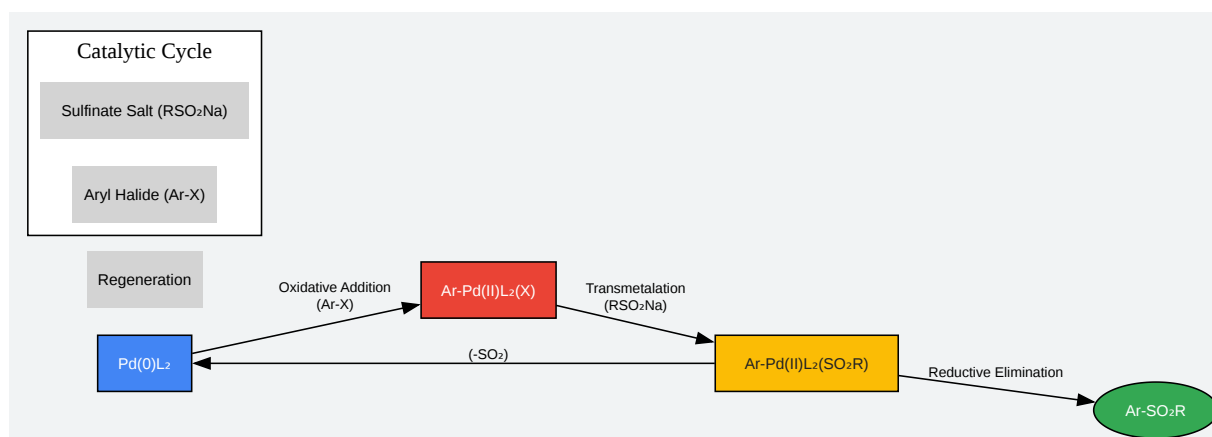 Catalytic Cycle
Sulfinate Salt (RSO₂Na)
Aryl Halide (Ar-X)
Regeneration
Oxidative Addition
(Ar-X)
Ar-Pd(II)L₂(X)
Transmetalation
(RSO₂Na)
Pd(0)L₂
(-SO₂)
Ar-Pd(II)L₂(SO₂R)
Reductive Elimination
Ar-SO₂R